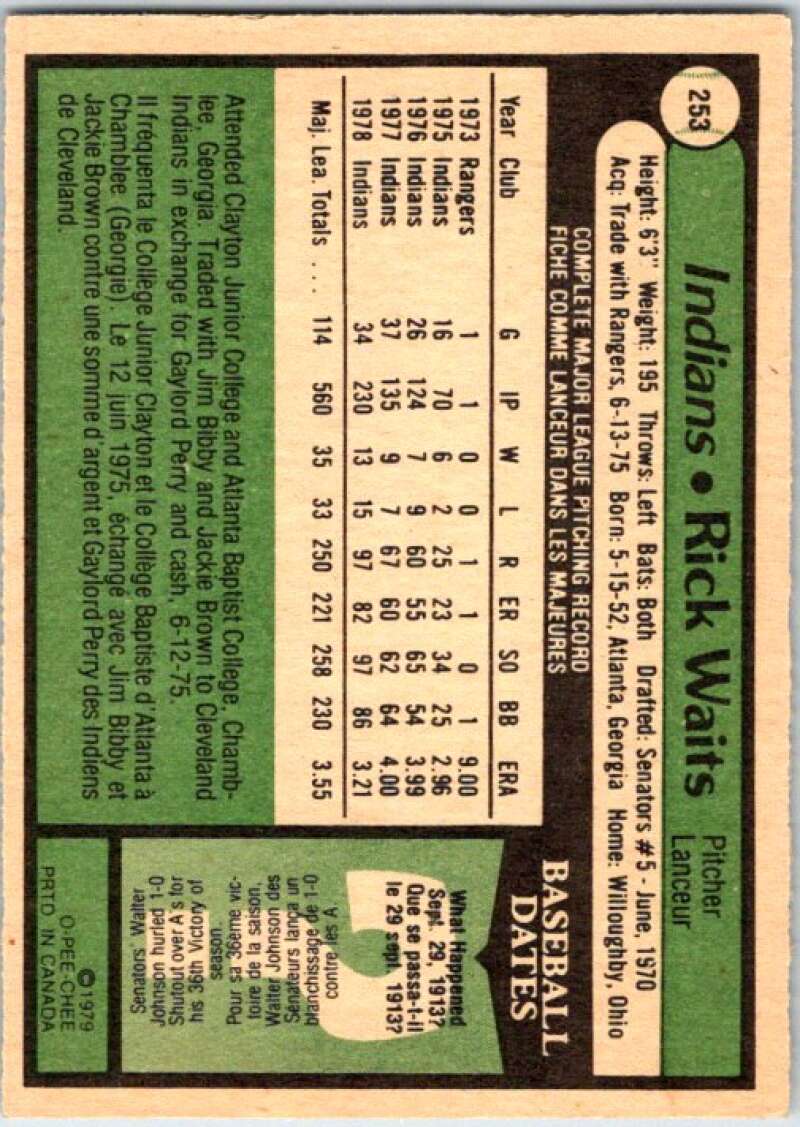 253
Indians • Rick Waits
Pitcher
Lanceur
Height: 6'3" Weight: 195 Throws: Left Bats: Both Drafted: Senators #5 - June, 1970
Acq: Trade with Rangers, 6-13-75 Born: 5-15-52, Atlanta, Georgia Home: Willoughby, Ohio
COMPLETE MAJOR LEAGUE PITCHING RECORD
FICHE COMME LANCEUR DANS LES MAJEURES
Year Club G IP W L R ER SO BB ERA
1973 Rangers 1 1 0 0 1 1 0 1 9.00
1975 Indians 16 70 6 2 25 23 34 25 2.96
1976 Indians 26 124 7 9 60 55 65 54 3.99
1977 Indians 37 135 9 7 67 60 62 64 4.00
1978 Indians 34 230 13 15 97 82 97 86 3.21
Maj. Lea. Totals .... 114 560 35 33 250 221 258 230 3.55
Attended Clayton Junior College and Atlanta Baptist College, Chamb-
lee, Georgia. Traded with Jim Bibby and Jackie Brown to Cleveland
Indians in exchange for Gaylord Perry and cash, 6-12-75.
Il fréquenta le Collège Junior Clayton et le Collège Baptiste d'Atlanta à
Chamblee (Georgie). Le 12 juin 1975, échangé avec Jim Bibby et
Jackie Brown contre une somme d'argent et Gaylord Perry des Indiens
de Cleveland.
BASEBALL
DATES
What Happened
Sept. 29, 1913?
Que se passa-t-il
le 29 sept. 1913?
Senators' Walter
Johnson hurled 1-0
Shutout over A's for
his 36th Victory of
season.
Pour sa 36ème vic-
toire de la saison,
Walter Johnson des
Senateurs lança un
blanchissage de 1-0
contre les A
©1979
O-PEE-CHEE
PRTD. IN CANADA